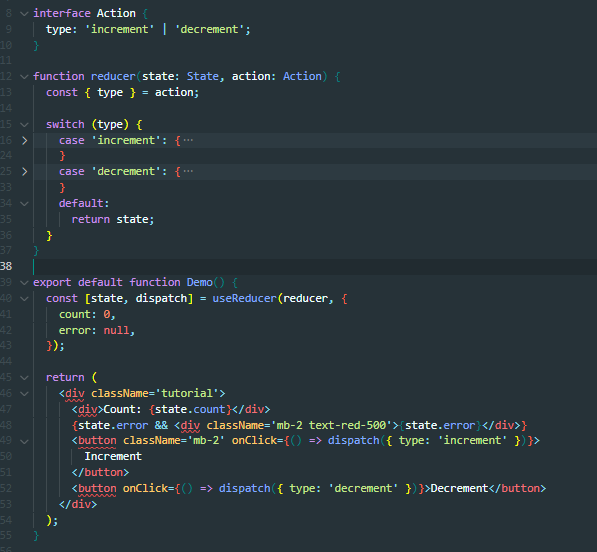 8 interface Action {
9   type: 'increment' | 'decrement';
10 }
11
12 function reducer(state: State, action: Action) {
13   const { type } = action;
14
15   switch (type) {
16     case 'increment': {⋯
24     }
25     case 'decrement': {⋯
33     }
34     default:
35       return state;
36   }
37 }
38
39 export default function Demo() {
40   const [state, dispatch] = useReducer(reducer, {
41     count: 0,
42     error: null,
43   });
44
45   return (
46     <div className='tutorial'>
47       <div>Count: {state.count}</div>
48       {state.error && <div className='mb-2 text-red-500'>{state.error}</div>}
49       <button className='mb-2' onClick={() => dispatch({ type: 'increment' })}>
50         Increment
51       </button>
52       <button onClick={() => dispatch({ type: 'decrement' })}>Decrement</button>
53     </div>
54   );
55 }
56